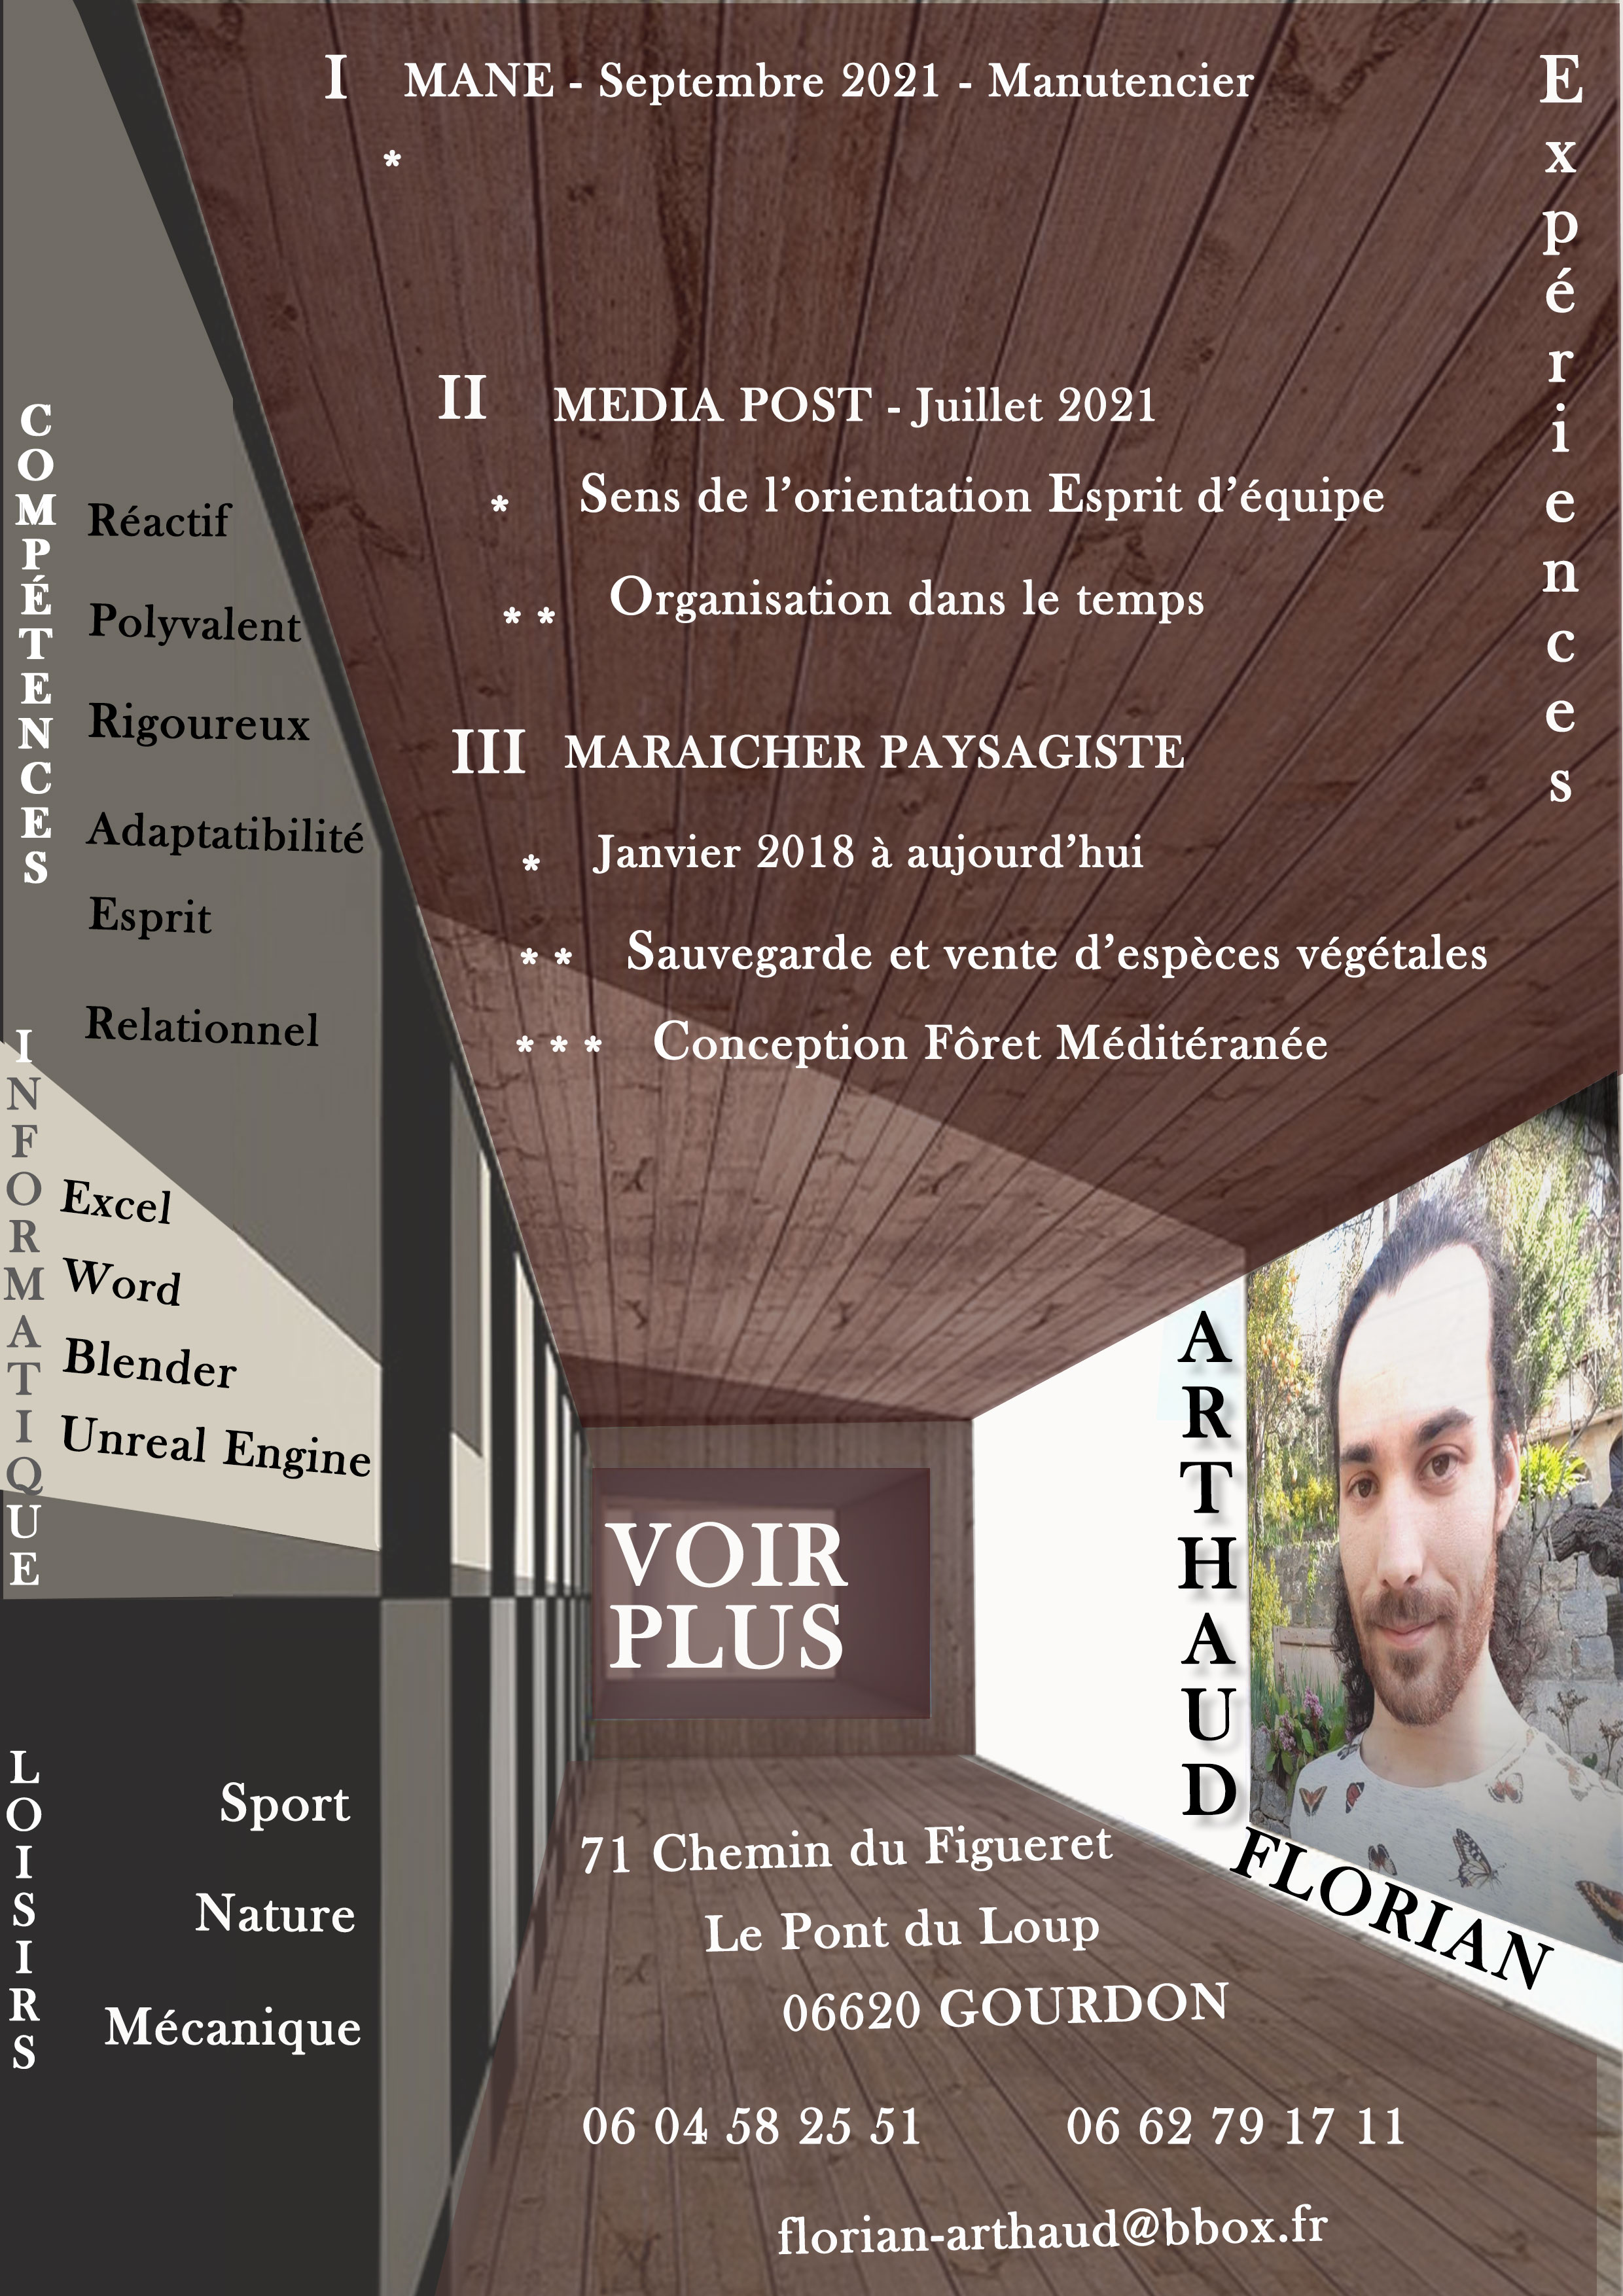 I MANE - Septembre 2021 - Manutencier
*
II MEDIA POST - Juillet 2021
* Sens de l’orientation Esprit d’équipe
* * Organisation dans le temps
III MARAICHER PAYSAGISTE
* Janvier 2018 à aujourd’hui
* * Sauvegarde et vente d’espèces végétales
* * * Conception Fôret Méditéranée
Expériences
COMPÉTENCES
Réactif
Polyvalent
Rigoureux
Adaptatibilité
Esprit
Relationnel
INFORMATIQUE
Excel
Word
Blender
Unreal Engine
LOISIRS
Sport
Nature
Mécanique
VOIR
PLUS
ARTHAUD
FLORIAN
71 Chemin du Figueret
Le Pont du Loup
06620 GOURDON
06 04 58 25 51 06 62 79 17 11
florian-arthaud@bbox.fr